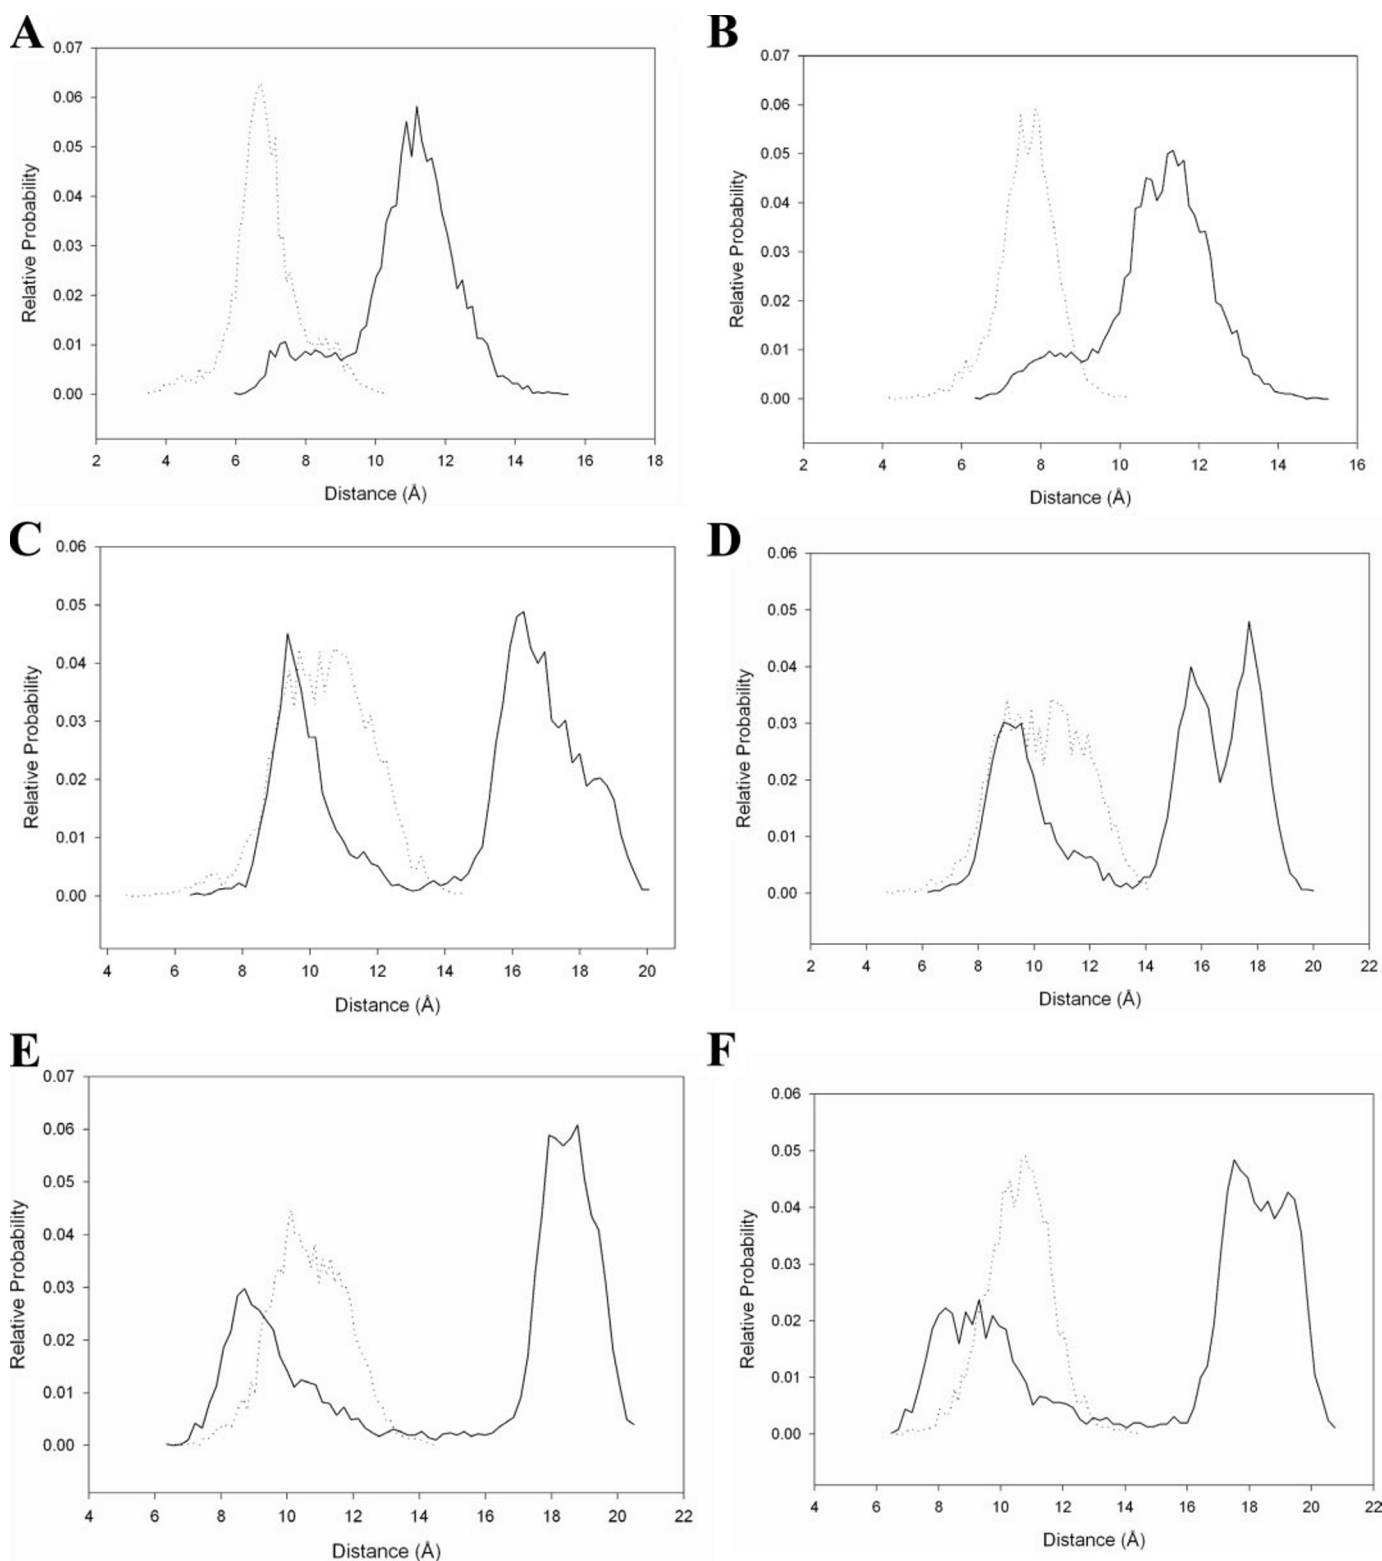 A
0.07
0.06
0.05
0.04
0.03
0.02
0.01
0.00
Relative Probability
2 4 6 8 10 12 14 16 18
Distance (Å)
B
0.07
0.06
0.05
0.04
0.03
0.02
0.01
0.00
Relative Probability
2 4 6 8 10 12 14 16
Distance (Å)
C
0.06
0.05
0.04
0.03
0.02
0.01
0.00
Relative Probability
4 6 8 10 12 14 16 18 20
Distance (Å)
D
0.06
0.05
0.04
0.03
0.02
0.01
0.00
Relative Probability
2 4 6 8 10 12 14 16 18 20 22
Distance (Å)
E
0.07
0.06
0.05
0.04
0.03
0.02
0.01
0.00
Relative Probability
4 6 8 10 12 14 16 18 20 22
Distance (Å)
F
0.06
0.05
0.04
0.03
0.02
0.01
0.00
Relative Probability
4 6 8 10 12 14 16 18 20 22
Distance (Å)